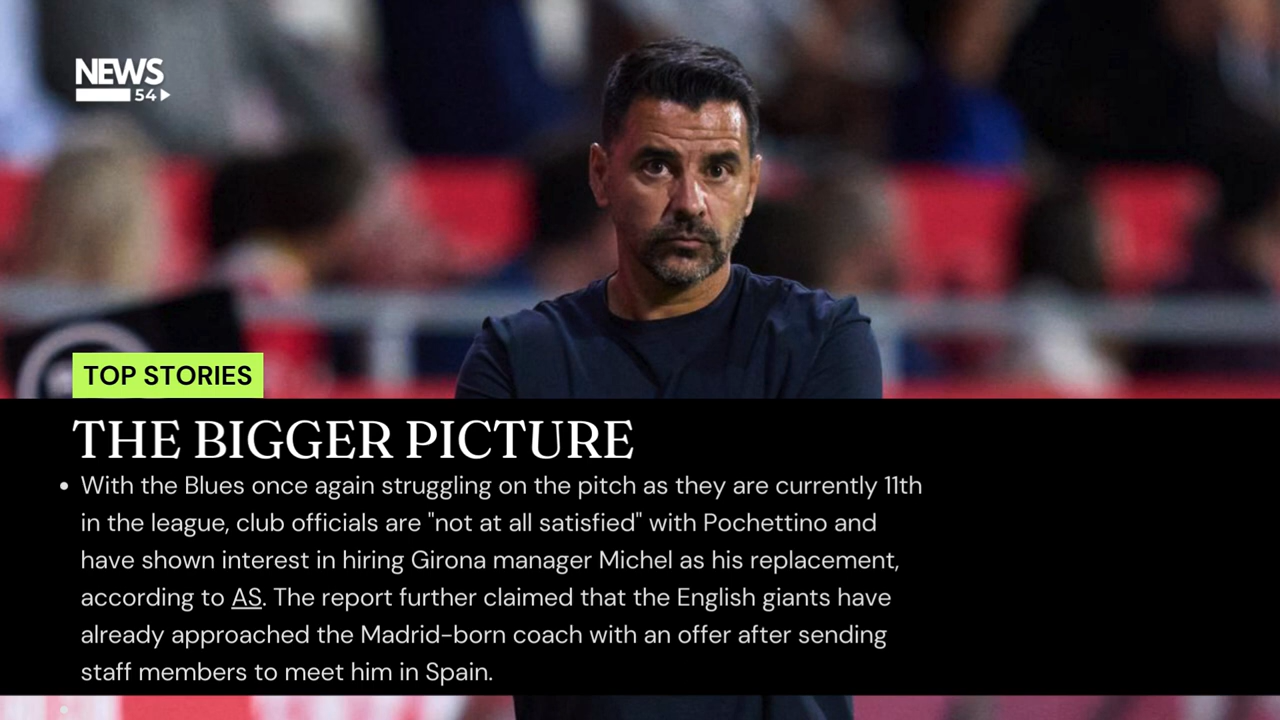 NEWS
54
TOP STORIES
THE BIGGER PICTURE
• With the Blues once again struggling on the pitch as they are currently 11th
in the league, club officials are "not at all satisfied" with Pochettino and
have shown interest in hiring Girona manager Michel as his replacement,
according to AS. The report further claimed that the English giants have
already approached the Madrid-born coach with an offer after sending
staff members to meet him in Spain.